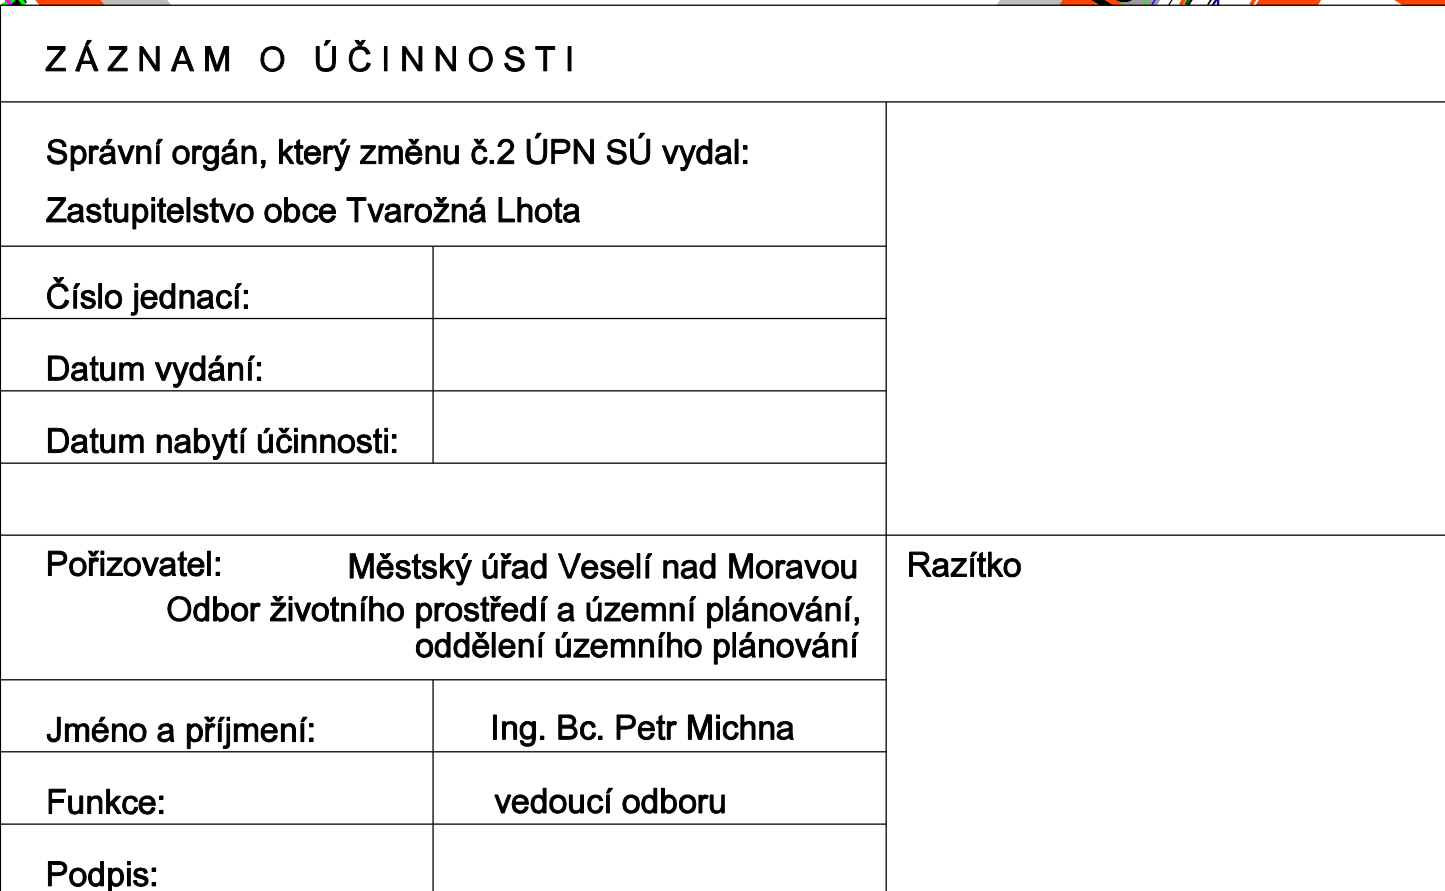 ZÁZNAM O ÚČINNOSTI
Správní orgán, který změnu č.2 ÚPN SÚ vydal:
Zastupitelstvo obce Tvarožná Lhota
Číslo jednací:
Datum vydání:
Datum nabytí účinnosti:
Pořizovatel: Městský úřad Veselí nad Moravou
Odbor životního prostředí a územní plánování,
oddělení územního plánování
Razítko
Jméno a příjmení: Ing. Bc. Petr Michna
Funkce: vedoucí odboru
Podpis: